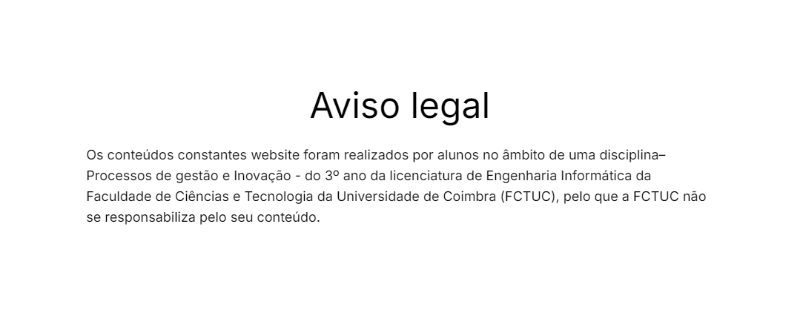 Aviso legal
Os conteúdos constantes website foram realizados por alunos no âmbito de uma disciplina–
Processos de gestão e Inovação - do 3º ano da licenciatura de Engenharia Informática da
Faculdade de Ciências e Tecnologia da Universidade de Coimbra (FCTUC), pelo que a FCTUC não
se responsabiliza pelo seu conteúdo.